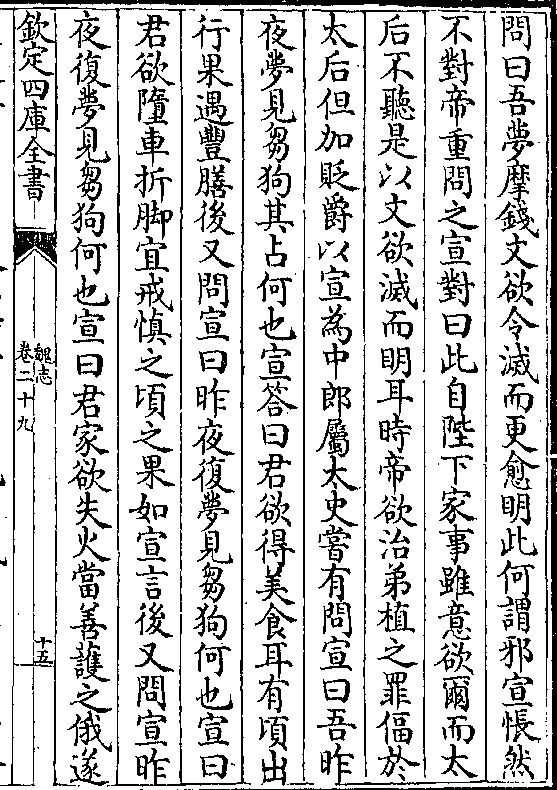 問曰吾夢摩錢文欲令滅而更愈明此何謂邪宣悵然
不對帝重問之宣對曰此自陛下家事雖意欲爾而太
后不聽是以文欲滅而明耳時帝欲治弟植之罪偪於
太后但加貶爵以宣為中郎屬太史嘗有問宣曰吾昨
夜夢見芻狗其占何也宣答曰君欲得美食耳有頃出
行果遇豐膳後又問宣曰昨夜復夢見芻狗何也宣曰
君欲墮車折脚宜戒慎之頃之果如宣言後又問宣昨
夜復夢見芻狗何也宣曰君家欲失火當善護之俄遂
欽定四庫全書
魏志
卷二十九
十五